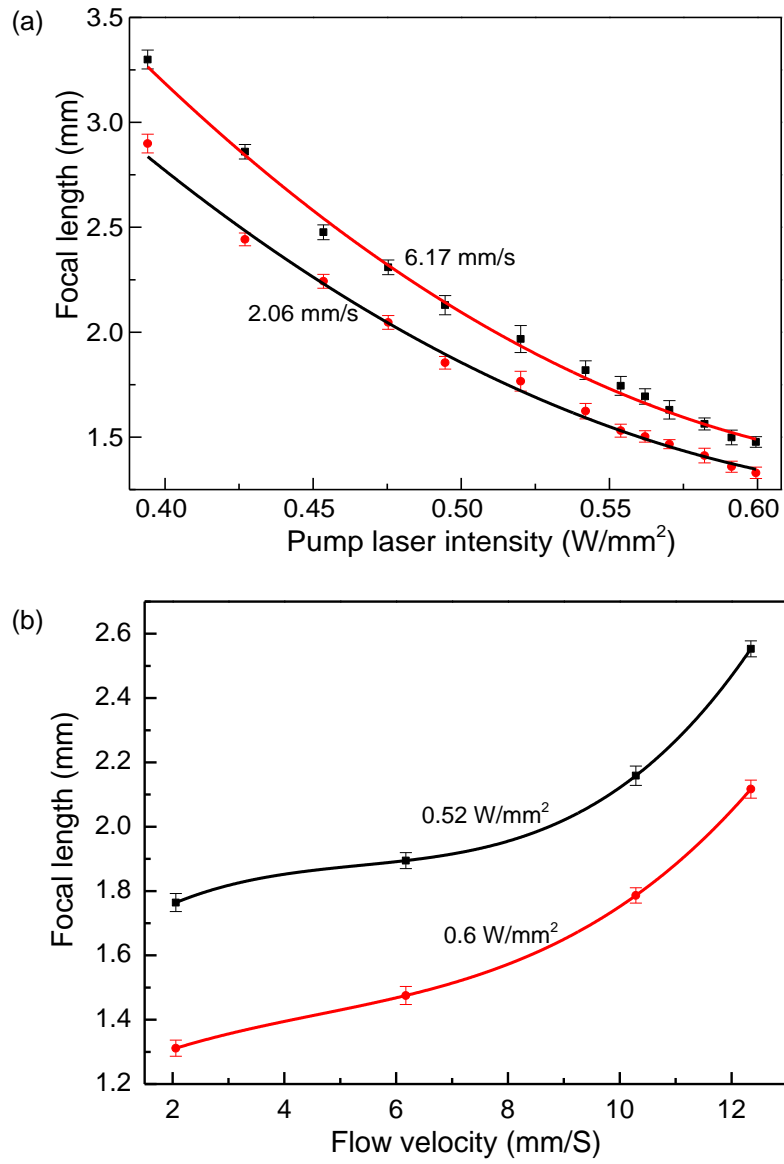 (a)
3.5
3.0
2.5
2.0
1.5
Focal length (mm)
6.17 mm/s
2.06 mm/s
0.40 0.45 0.50 0.55 0.60
Pump laser intensity (W/mm²)
(b)
2.6
2.4
2.2
2.0
1.8
1.6
1.4
1.2
Focal length (mm)
0.52 W/mm²
0.6 W/mm²
2 4 6 8 10 12
Flow velocity (mm/S)